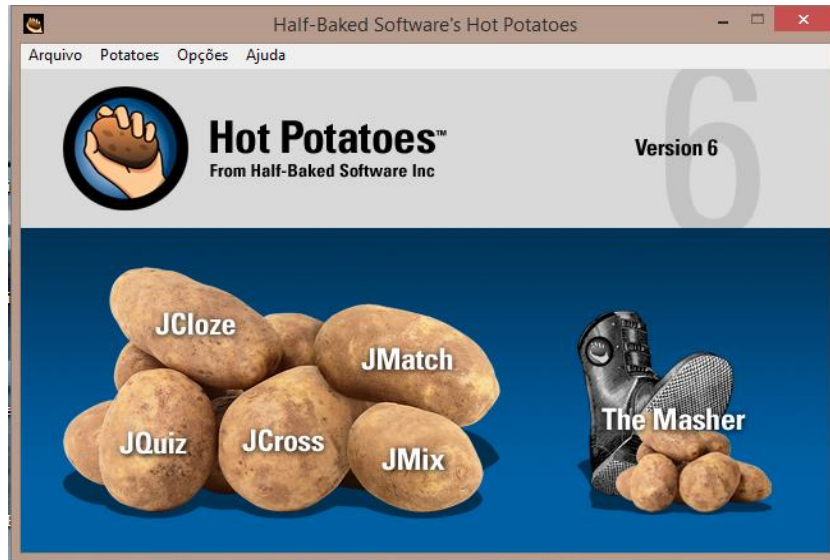 Half-Baked Software's Hot Potatoes
Arquivo Potatoes Opções Ajuda
Hot Potatoes™
From Half-Baked Software Inc
Version 6
6
JCloze
JMatch
JQuiz
JCross
JMix
The Masher